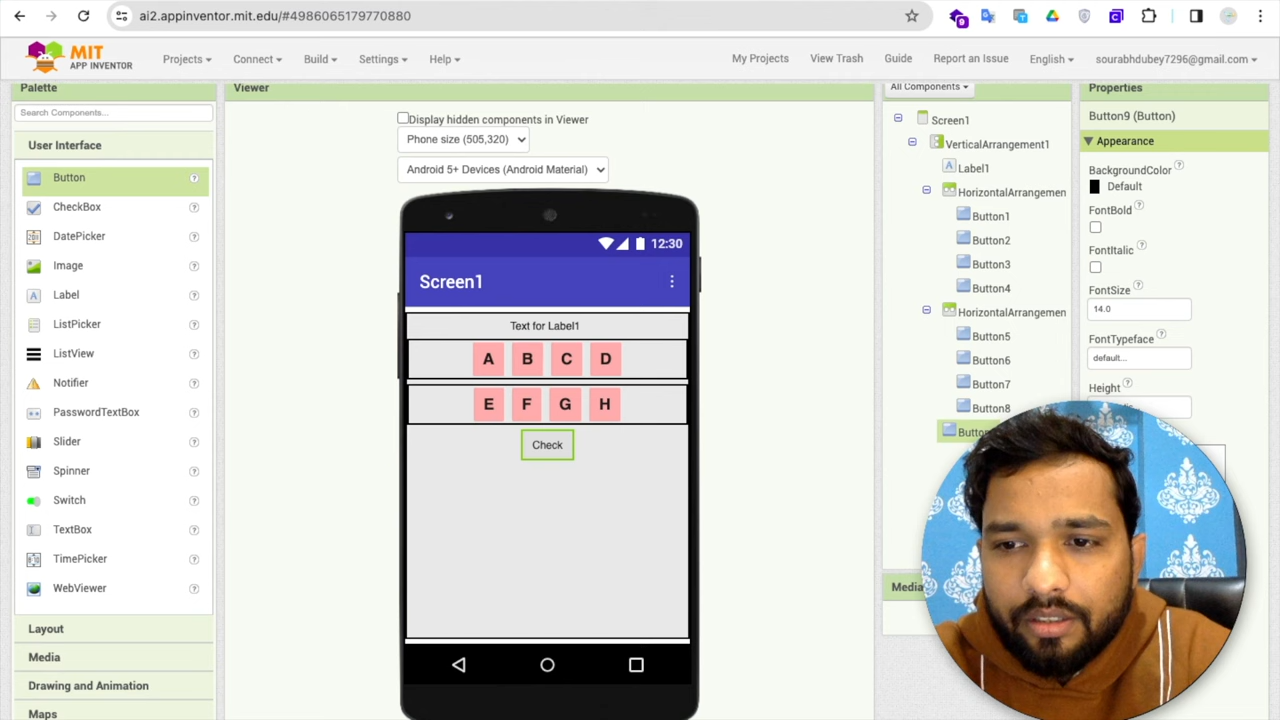 ai2.appinventor.mit.edu/#4986065179770880
9
MIT
APP INVENTOR
Projects
Connect
Build
Settings
Help
My Projects
View Trash
Guide
Report an Issue
English
sourabhdubey7296@gmail.com
Palette
Search Components...
User Interface
Button
CheckBox
DatePicker
Image
Label
ListPicker
ListView
Notifier
PasswordTextBox
Slider
Spinner
Switch
TextBox
TimePicker
WebViewer
Layout
Media
Drawing and Animation
Maps
Viewer
Display hidden components in Viewer
Phone size (505,320)
Android 5+ Devices (Android Material)
12:30
Screen1
Text for Label1
A B C D
E F G H
Check
All Components
Screen1
VerticalArrangement1
Label1
HorizontalArrangemen
Button1
Button2
Button3
Button4
HorizontalArrangemen
Button5
Button6
Button7
Button8
Button
Media
Properties
Button9 (Button)
Appearance
BackgroundColor
Default
FontBold
FontItalic
FontSize
14.0
FontTypeface
default...
Height